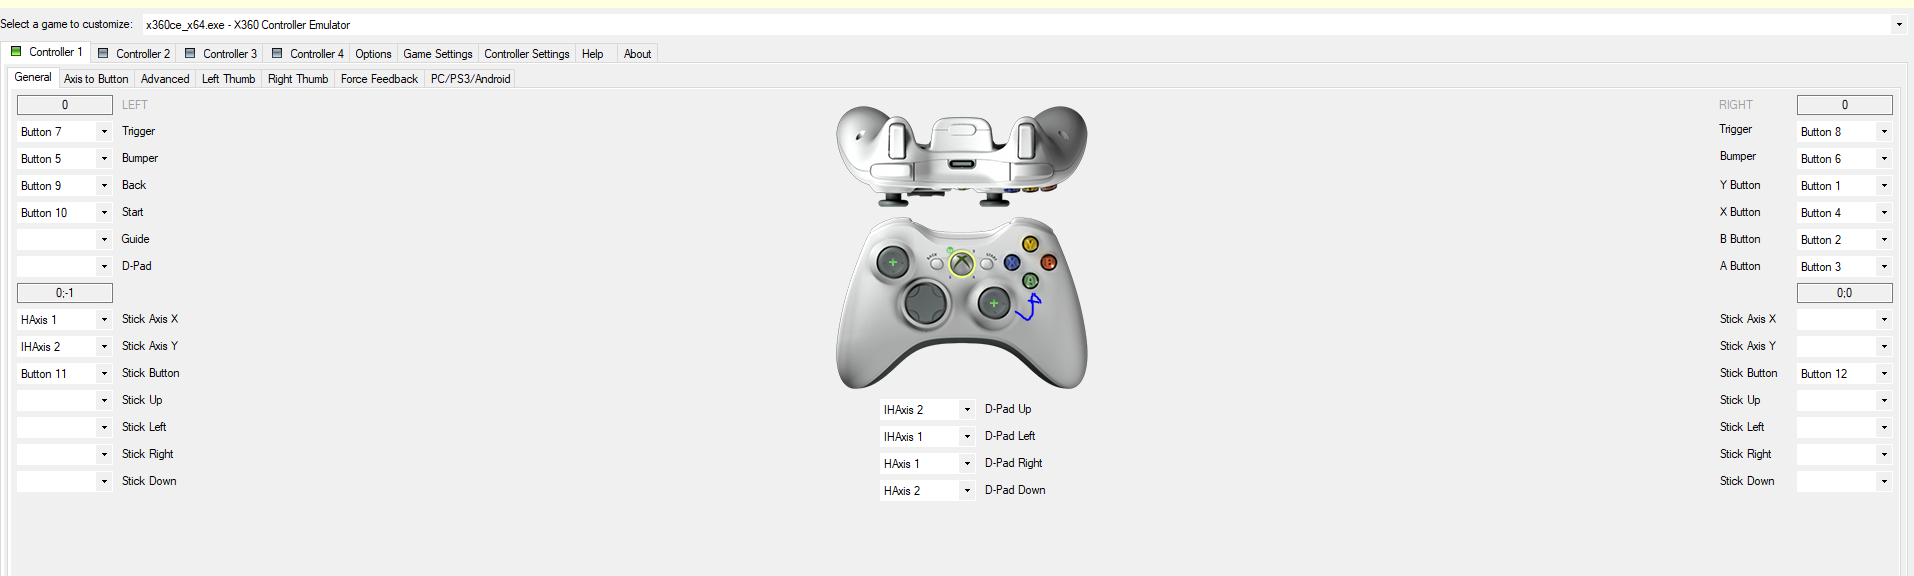 Select a game to customize: x360ce_x64.exe - X360 Controller Emulator
Controller 1 Controller 2 Controller 3 Controller 4 Options Game Settings Controller Settings Help About
General Axis to Button Advanced Left Thumb Right Thumb Force Feedback PC/PS3/Android
0 LEFT
Button 7 Trigger
Button 5 Bumper
Button 9 Back
Button 10 Start
Guide
D-Pad
0;-1
HAxis 1 Stick Axis X
IHAxis 2 Stick Axis Y
Button 11 Stick Button
Stick Up
Stick Left
Stick Right
Stick Down
BACK START
Y
X B
A
IHAxis 2 D-Pad Up
IHAxis 1 D-Pad Left
HAxis 1 D-Pad Right
HAxis 2 D-Pad Down
RIGHT 0
Trigger Button 8
Bumper Button 6
Y Button Button 1
X Button Button 4
B Button Button 2
A Button Button 3
0;0
Stick Axis X
Stick Axis Y
Stick Button Button 12
Stick Up
Stick Left
Stick Right
Stick Down